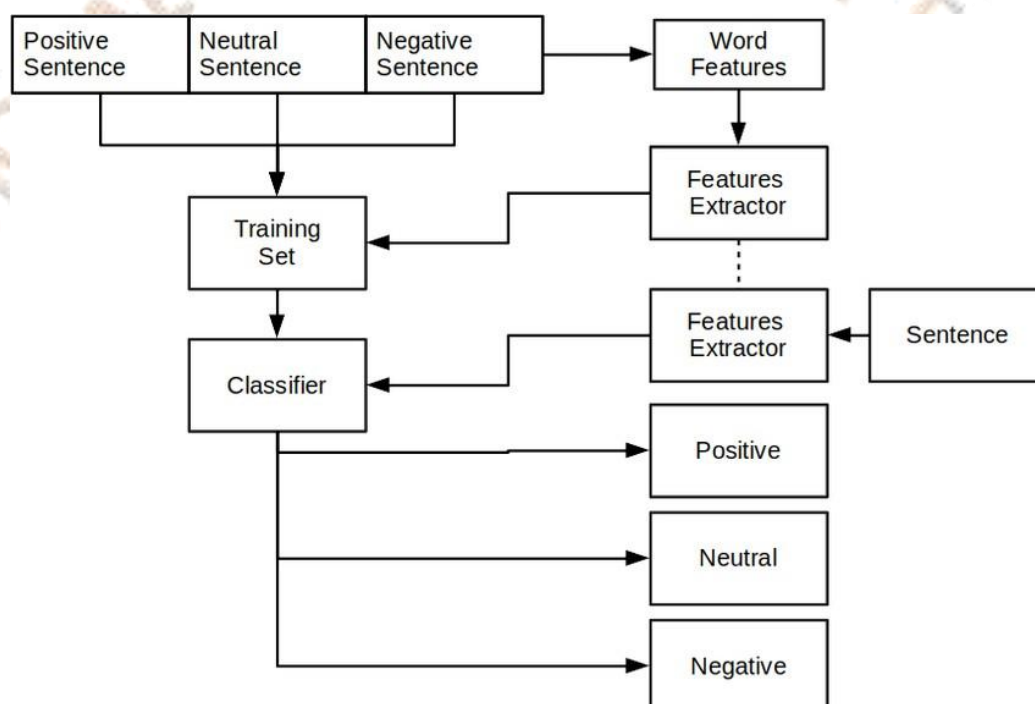 Positive
Sentence
Neutral
Sentence
Negative
Sentence
Word
Features
Features
Extractor
Training
Set
Features
Extractor
Sentence
Classifier
Positive
Neutral
Negative